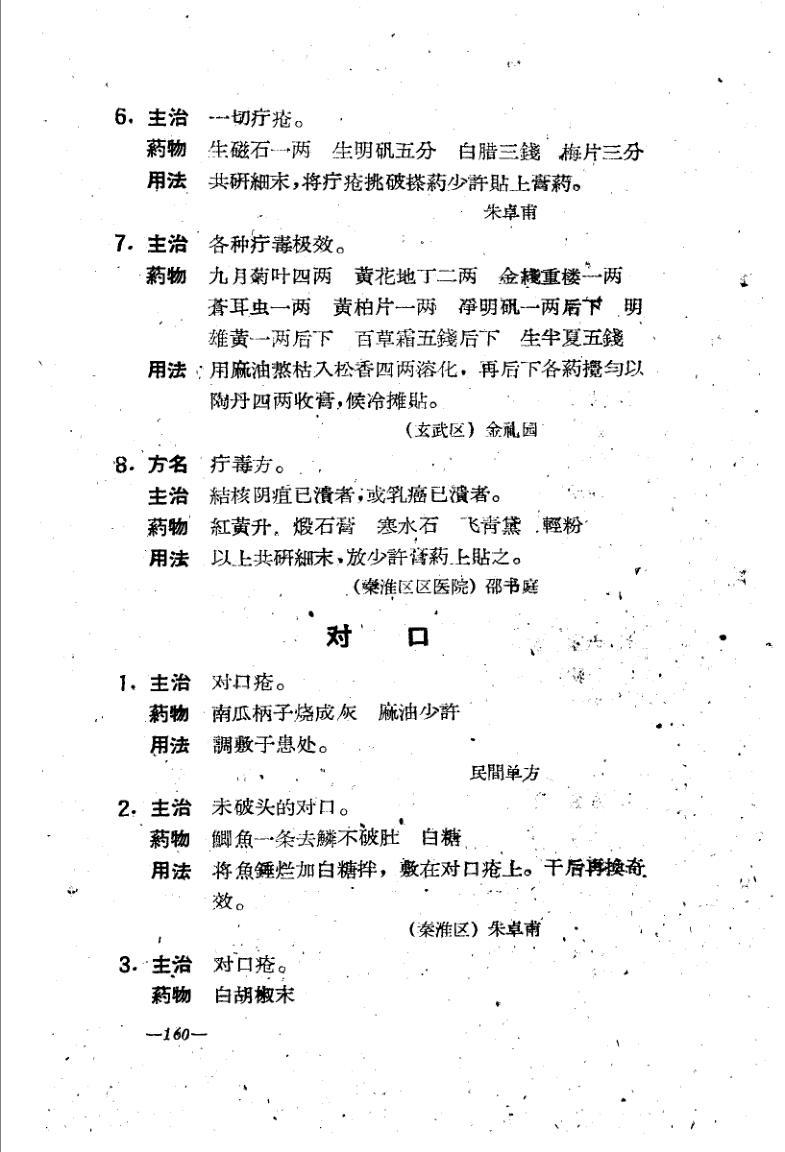 6. 主治 一切疔疮。
葯物 生磁石一两 生明矾五分 白腊三錢 梅片三分
用法 共研細末，将疔疮挑破搽葯少許貼上膏葯。
朱卓甫
7. 主治 各种疔毒极效。
葯物 九月菊叶四两 黄花地丁二两 金綫重楼一两
蒼耳虫一两 黄柏片一两 凈明矾一两后下 明
雄黄一两后下 百草霜五錢后下 生半夏五錢
用法 用麻油熬枯入松香四两溶化，再后下各葯攪匀以
陶丹四两收膏，候冷摊貼。
（玄武区）金礼园
8. 方名 疔毒方。
主治 結核阴疽已潰者，或乳癌已潰者。
葯物 紅黄升 煅石膏 寒水石 飞青黛 輕粉
用法 以上共研細末、放少許膏葯上貼之。
（秦淮区区医院）邵书庭
对 口
1. 主治 对口疮。
葯物 南瓜柄子烧成灰 麻油少許
用法 調敷于患处。
民間单方
2. 主治 未破头的对口。
葯物 鯽魚一条去鱗不破肚 白糖
用法 将魚錘烂加白糖拌，敷在对口疮上。干后再換奇
效。
（秦淮区）朱卓甫
3. 主治 对口疮。
葯物 白胡椒末
—160—